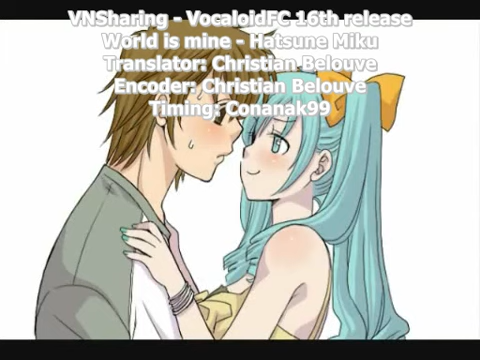 VNSharing - VocaloidFC 16th release
World is mine - Hatsune Miku
Translator: Christian Belouve
Encoder: Christian Belouve
Timing: Conanak99